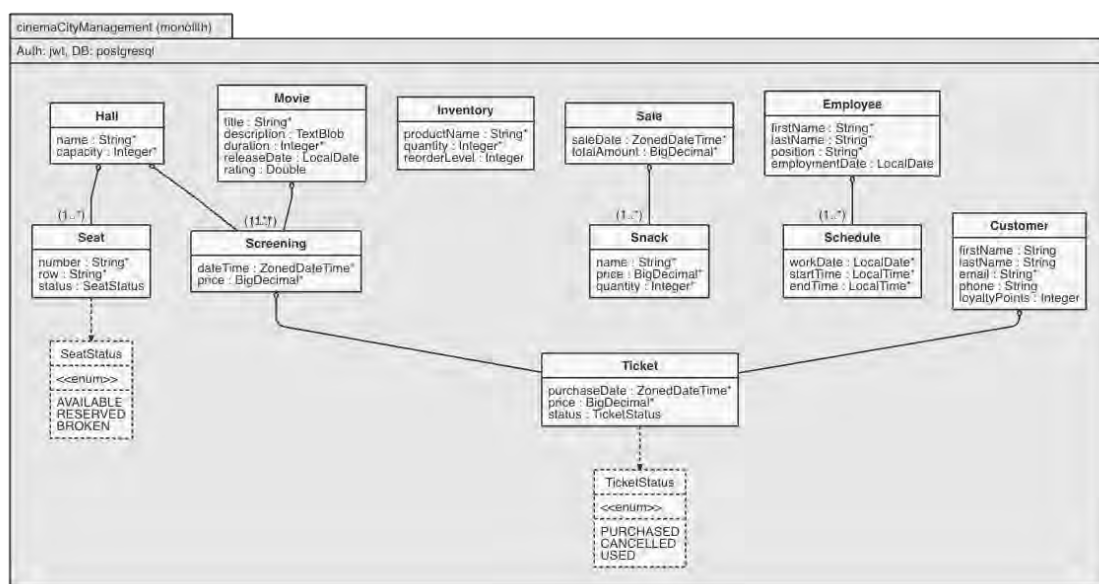 cinemaCityManagement (monolith)
Auth: jwt, DB: postgresql
Hall
name : String*
capacity : Integer*
Movie
title : String*
description : TextBlob
duration : Integer*
releaseDate : LocalDate
rating : Double
Inventory
productName : String*
quantity : Integer*
reorderLevel : Integer
Sale
saleDate : ZonedDateTime*
totalAmount : BigDecimal*
Employee
firstName : String*
lastName : String*
position : String*
employmentDate : LocalDate
(1..*)
(1..*)
(1..*)
Seat
number : String*
row : String*
status : SeatStatus
Screening
dateTime : ZonedDateTime*
price : BigDecimal*
Snack
name : String*
price : BigDecimal*
quantity : Integer*
Schedule
workDate : LocalDate*
startTime : LocalTime*
endTime : LocalTime*
Customer
firstName : String
lastName : String
email : String*
phone : String
loyaltyPoints : Integer
SeatStatus
<<enum>>
AVAILABLE
RESERVED
BROKEN
Ticket
purchaseDate : ZonedDateTime*
price : BigDecimal*
status : TicketStatus
TicketStatus
<<enum>>
PURCHASED
CANCELLED
USED